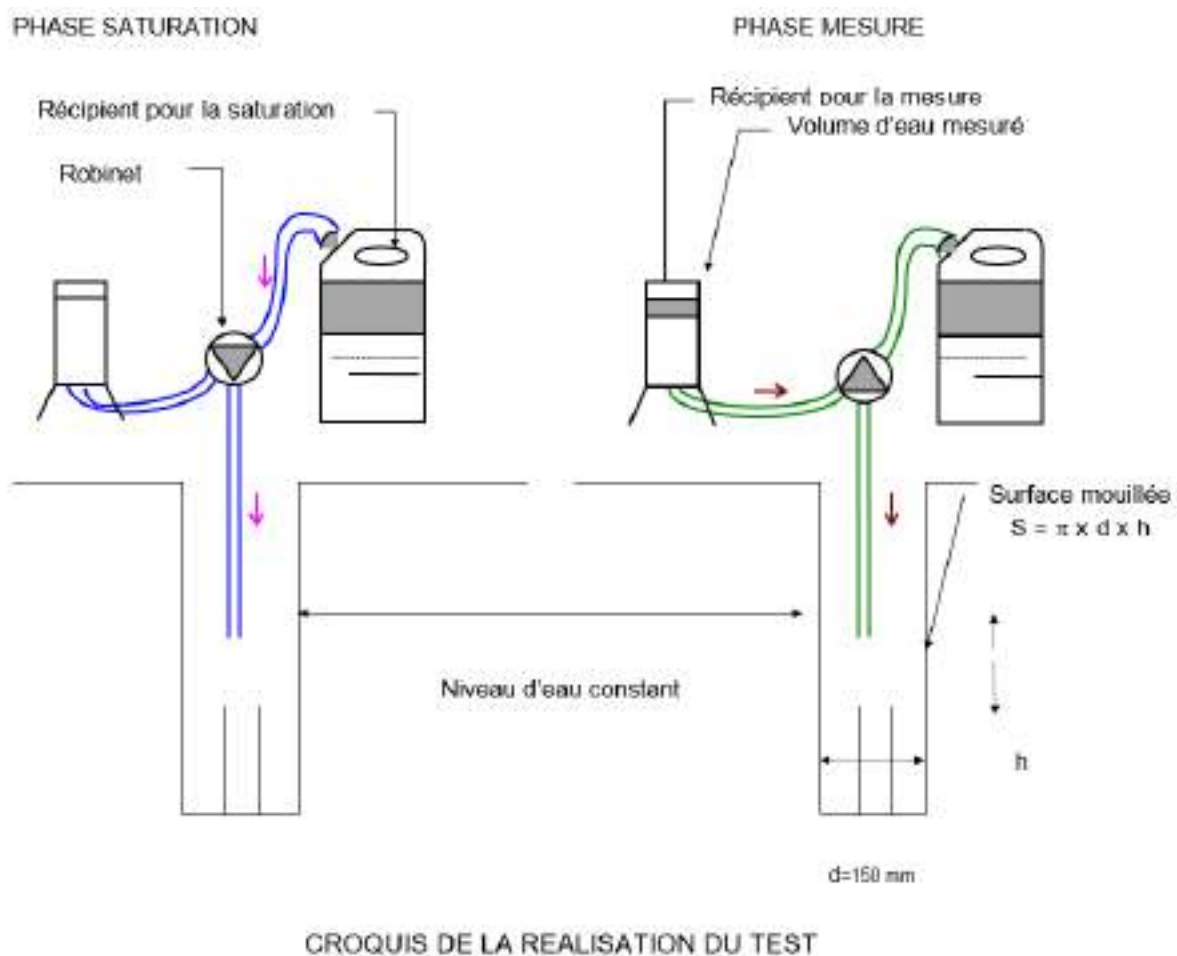 PHASE SATURATION
PHASE MESURE
Récipient pour la saturation
Robinet
Récipient pour la mesure
Volume d'eau mesuré
Surface mouillée
S = π x d x h
Niveau d'eau constant
h
d=150 mm
CROQUIS DE LA REALISATION DU TEST